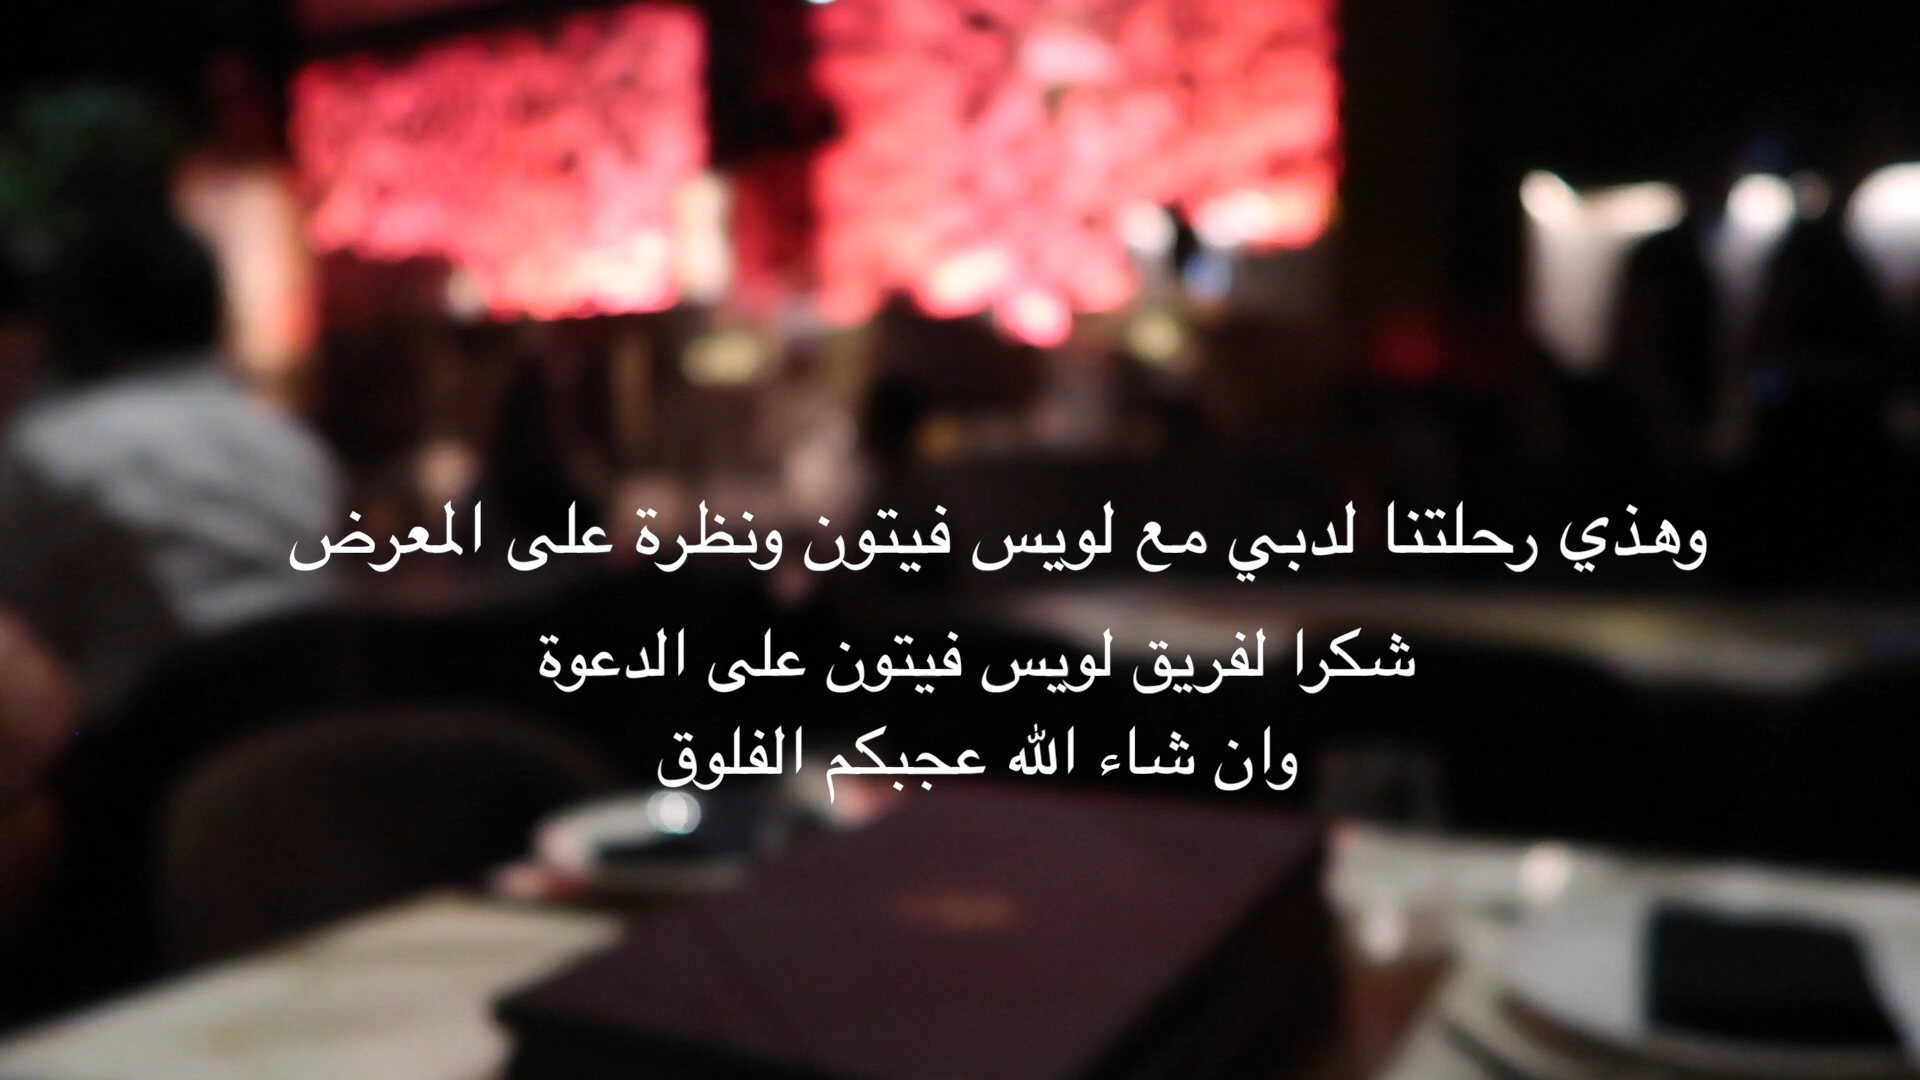 وهذي رحلتنا لدبي مع لويس فيتون ونظرة على المعرض
شكرا لفريق لويس فيتون على الدعوة
وان شاء الله عجبكم الفلوق